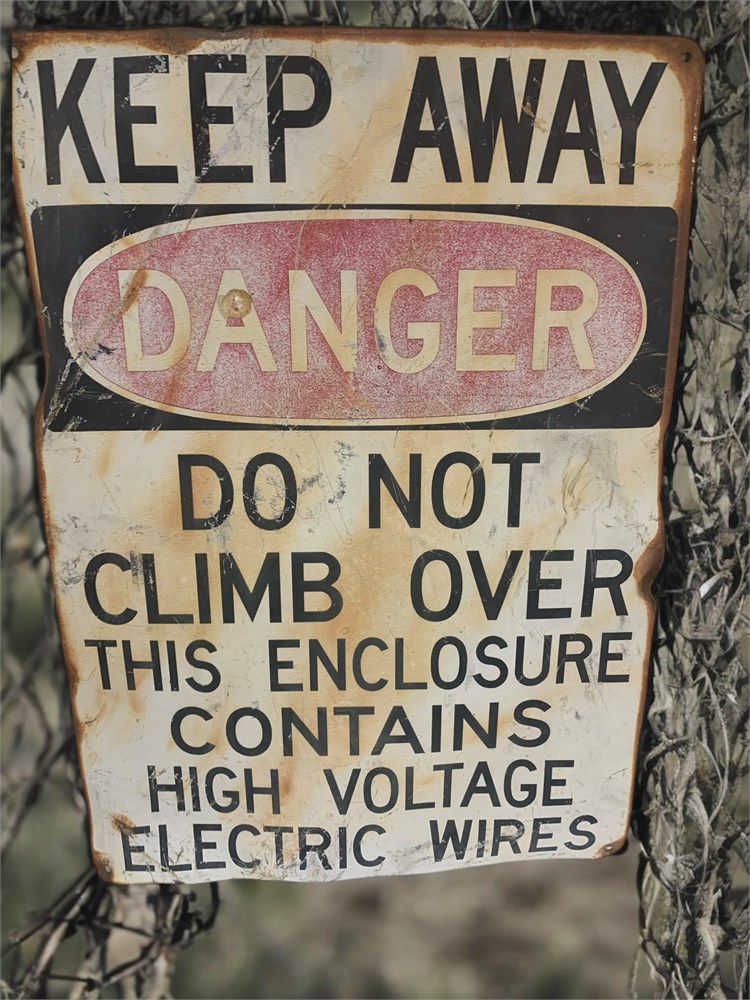 KEEP AWAY
DANGER
DO NOT
CLIMB OVER
THIS ENCLOSURE
CONTAINS
HIGH VOLTAGE
ELECTRIC WIRES